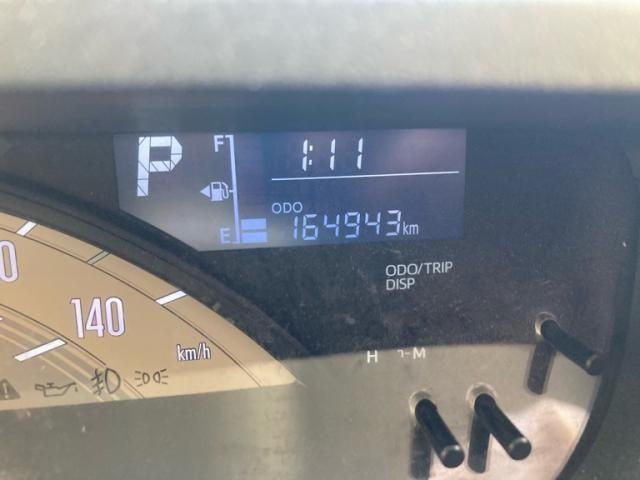 P
F
1:11
ODO
E
164943km
ODO/TRIP
DISP
140
km/h
H
M